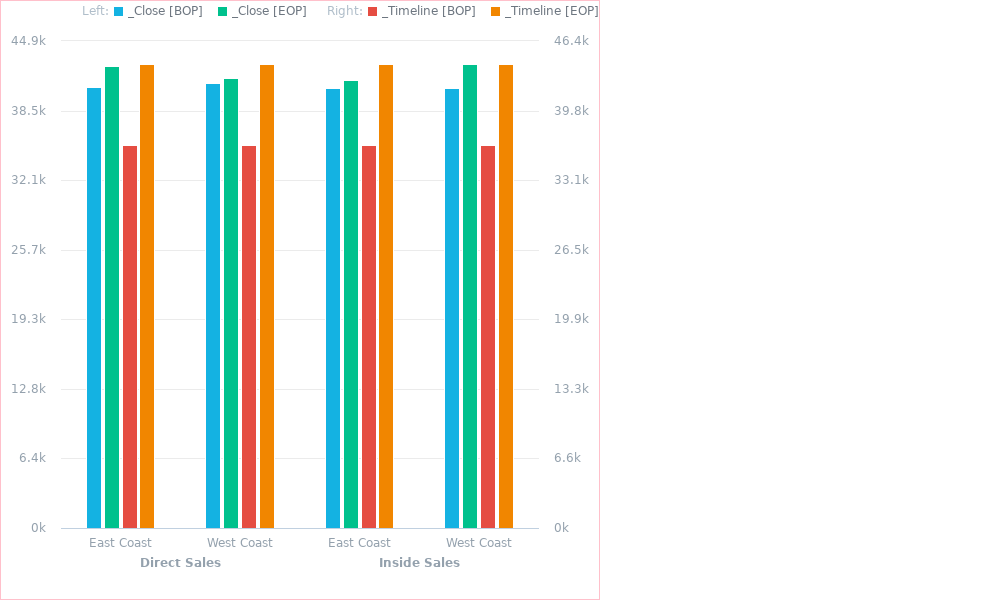 Left: _Close [BOP] _Close [EOP] Right: _Timeline [BOP] _Timeline [EOP]
44.9k 46.4k
38.5k 39.8k
32.1k 33.1k
25.7k 26.5k
19.3k 19.9k
12.8k 13.3k
6.4k 6.6k
0k 0k
East Coast West Coast East Coast West Coast
Direct Sales Inside Sales